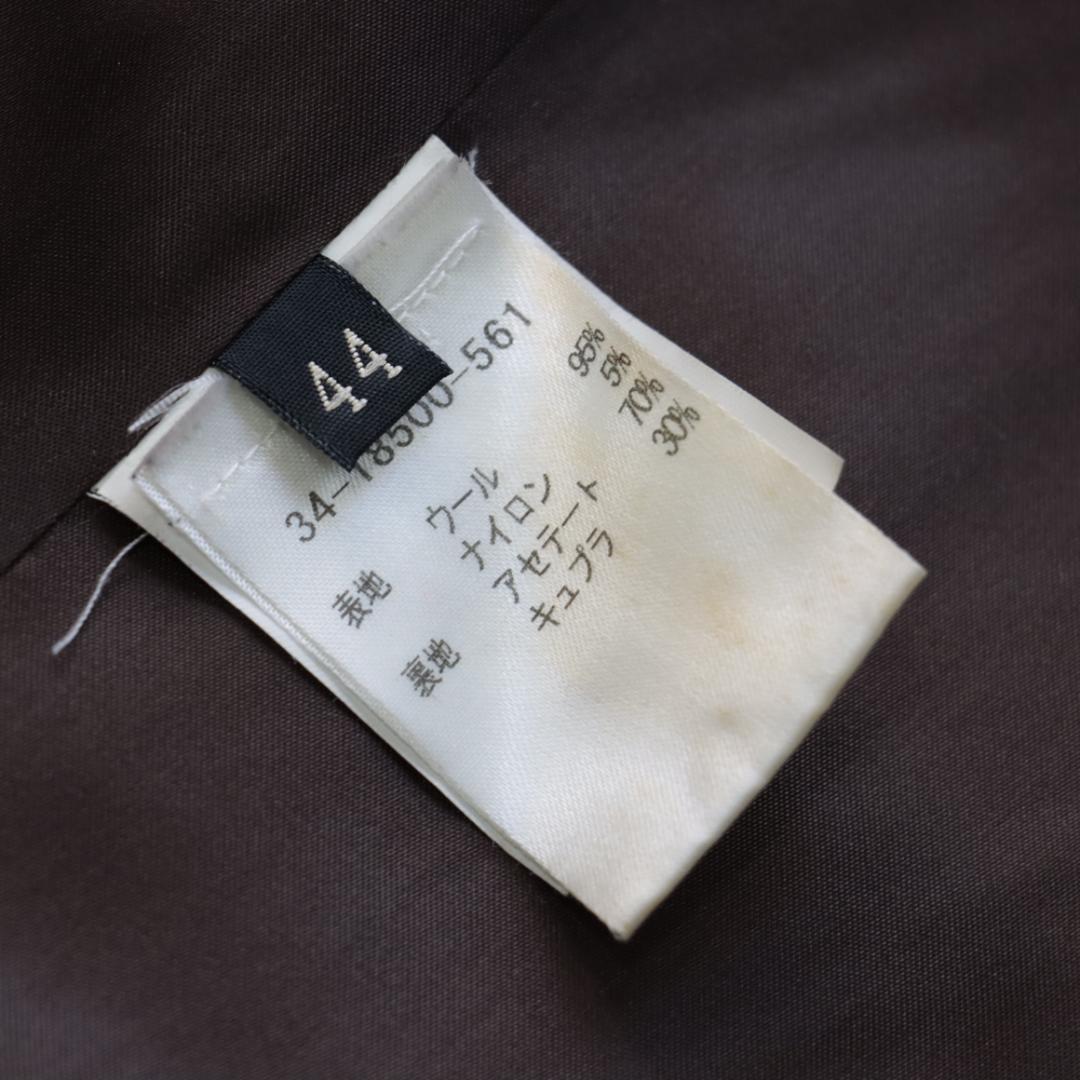 44
34-18500-561
表地 ウール 95%
ナイロン 5%
裏地 アセテート 70%
キュプラ 30%